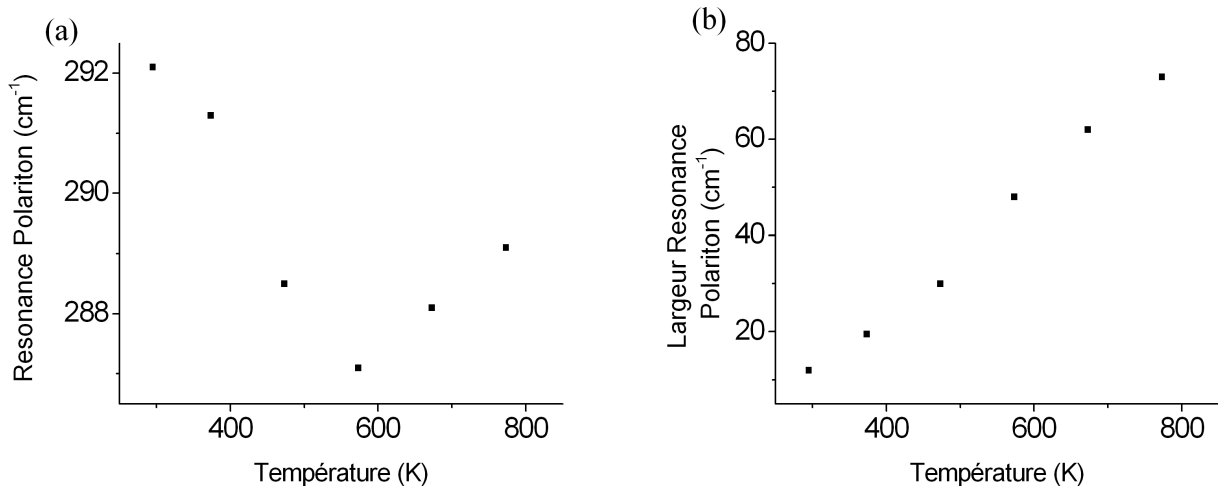 (a)
Resonance Polariton (cm-1)
292
290
288
400
600
800
Température (K)
(b)
Largeur Resonance
Polariton (cm-1)
80
60
40
20
400
600
800
Température (K)